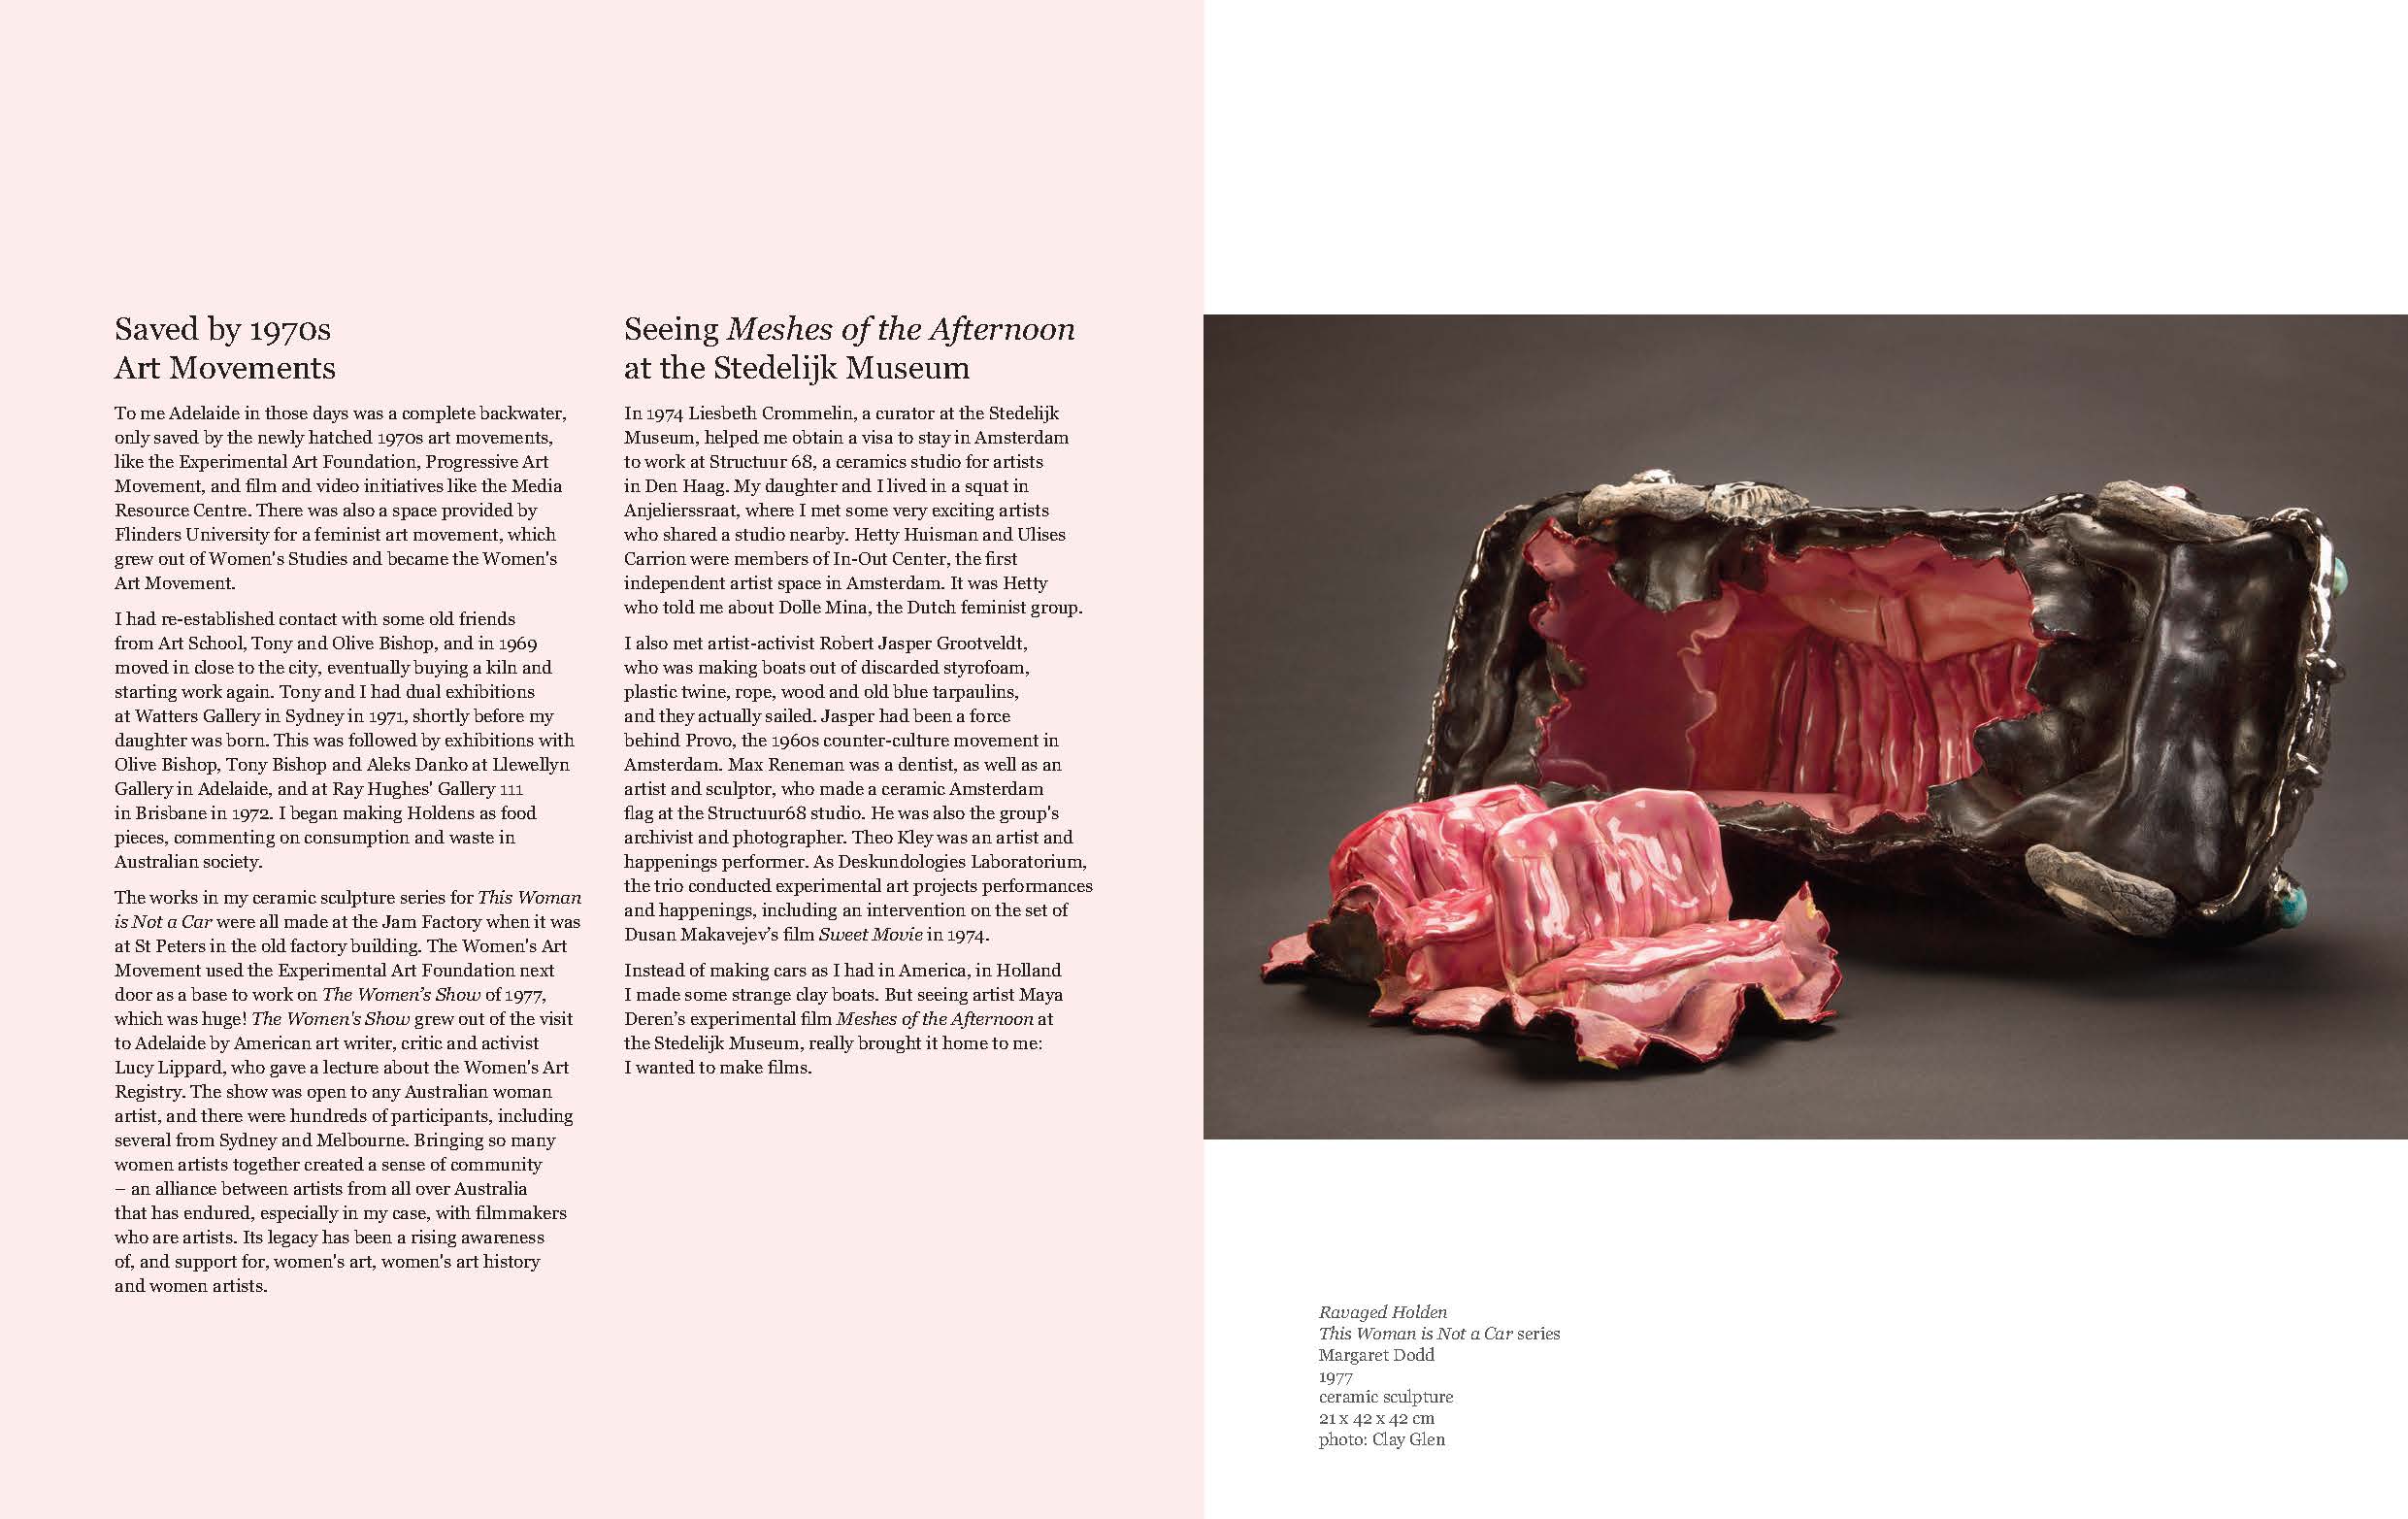 Saved by 1970s
Art Movements
To me Adelaide in those days was a complete backwater,
only saved by the newly hatched 1970s art movements,
like the Experimental Art Foundation, Progressive Art
Movement, and film and video initiatives like the Media
Resource Centre. There was also a space provided by
Flinders University for a feminist art movement, which
grew out of Women's Studies and became the Women's
Art Movement.
I had re-established contact with some old friends
from Art School, Tony and Olive Bishop, and in 1969
moved in close to the city, eventually buying a kiln and
starting work again. Tony and I had dual exhibitions
at Watters Gallery in Sydney in 1971, shortly before my
daughter was born. This was followed by exhibitions with
Olive Bishop, Tony Bishop and Aleks Danko at Llewellyn
Gallery in Adelaide, and at Ray Hughes' Gallery 111
in Brisbane in 1972. I began making Holdens as food
pieces, commenting on consumption and waste in
Australian society.
The works in my ceramic sculpture series for This Woman
is Not a Car were all made at the Jam Factory when it was
at St Peters in the old factory building. The Women's Art
Movement used the Experimental Art Foundation next
door as a base to work on The Women’s Show of 1977,
which was huge! The Women's Show grew out of the visit
to Adelaide by American art writer, critic and activist
Lucy Lippard, who gave a lecture about the Women's Art
Registry. The show was open to any Australian woman
artist, and there were hundreds of participants, including
several from Sydney and Melbourne. Bringing so many
women artists together created a sense of community
– an alliance between artists from all over Australia
that has endured, especially in my case, with filmmakers
who are artists. Its legacy has been a rising awareness
of, and support for, women's art, women's art history
and women artists.
Seeing Meshes of the Afternoon
at the Stedelijk Museum
In 1974 Liesbeth Crommelin, a curator at the Stedelijk
Museum, helped me obtain a visa to stay in Amsterdam
to work at Structuur 68, a ceramics studio for artists
in Den Haag. My daughter and I lived in a squat in
Anjelierssraat, where I met some very exciting artists
who shared a studio nearby. Hetty Huisman and Ulises
Carrion were members of In-Out Center, the first
independent artist space in Amsterdam. It was Hetty
who told me about Dolle Mina, the Dutch feminist group.
I also met artist-activist Robert Jasper Grootveldt,
who was making boats out of discarded styrofoam,
plastic twine, rope, wood and old blue tarpaulins,
and they actually sailed. Jasper had been a force
behind Provo, the 1960s counter-culture movement in
Amsterdam. Max Reneman was a dentist, as well as an
artist and sculptor, who made a ceramic Amsterdam
flag at the Structuur68 studio. He was also the group's
archivist and photographer. Theo Kley was an artist and
happenings performer. As Deskundologies Laboratorium,
the trio conducted experimental art projects performances
and happenings, including an intervention on the set of
Dusan Makavejev’s film Sweet Movie in 1974.
Instead of making cars as I had in America, in Holland
I made some strange clay boats. But seeing artist Maya
Deren’s experimental film Meshes of the Afternoon at
the Stedelijk Museum, really brought it home to me:
I wanted to make films.
Ravaged Holden
This Woman is Not a Car series
Margaret Dodd
1977
ceramic sculpture
21 x 42 x 42 cm
photo: Clay Glen